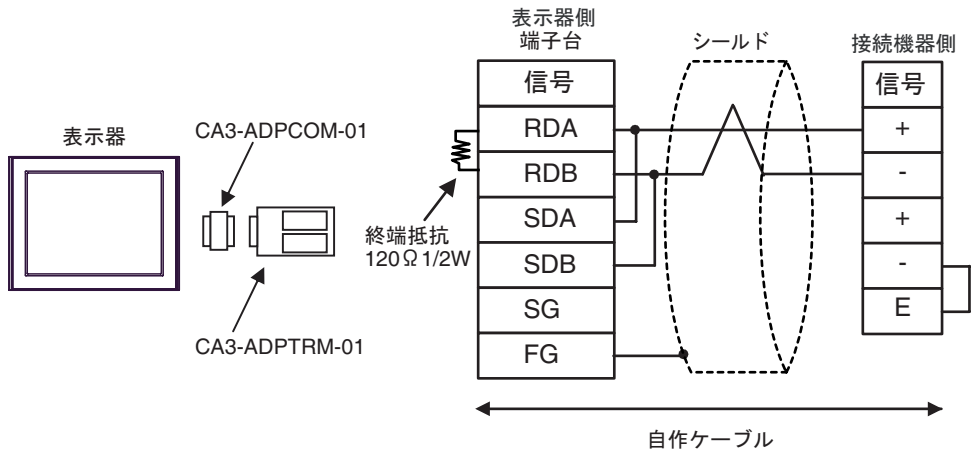 表示器
CA3-ADPCOM-01
CA3-ADPTRM-01
終端抵抗
120Ω 1/2W
表示器側
端子台
信号
RDA
RDB
SDA
SDB
SG
FG
シールド
接続機器側
信号
+
-
+
-
E
自作ケーブル